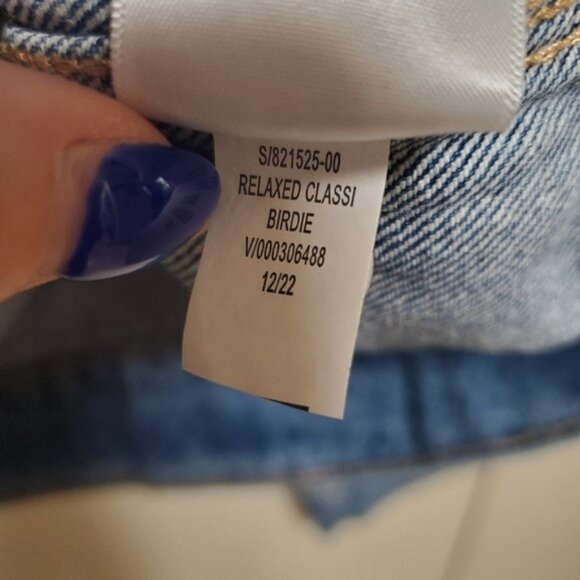 S/821525-00
RELAXED CLASSI
BIRDIE
V/000306488
12/22